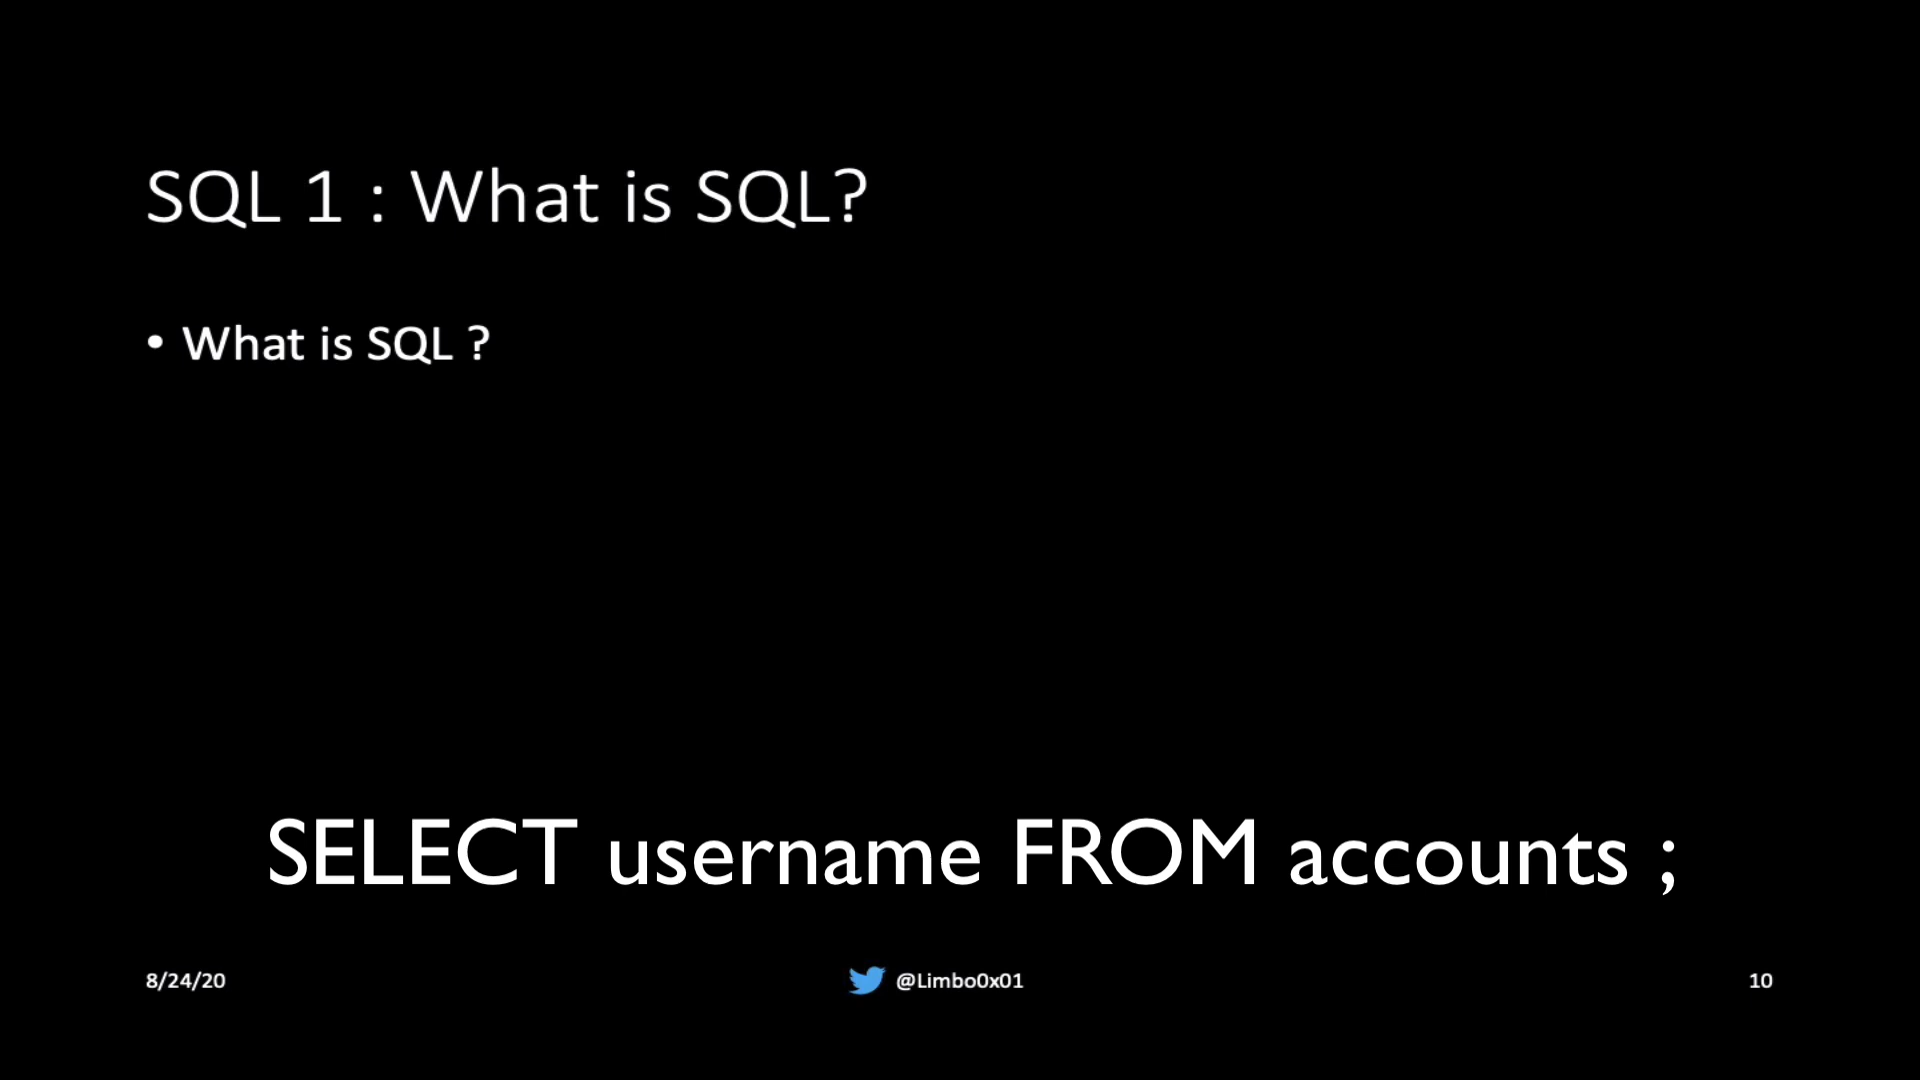 SQL 1 : What is SQL?
• What is SQL ?
SELECT username FROM accounts ;
8/24/20
@Limbo0x01
10